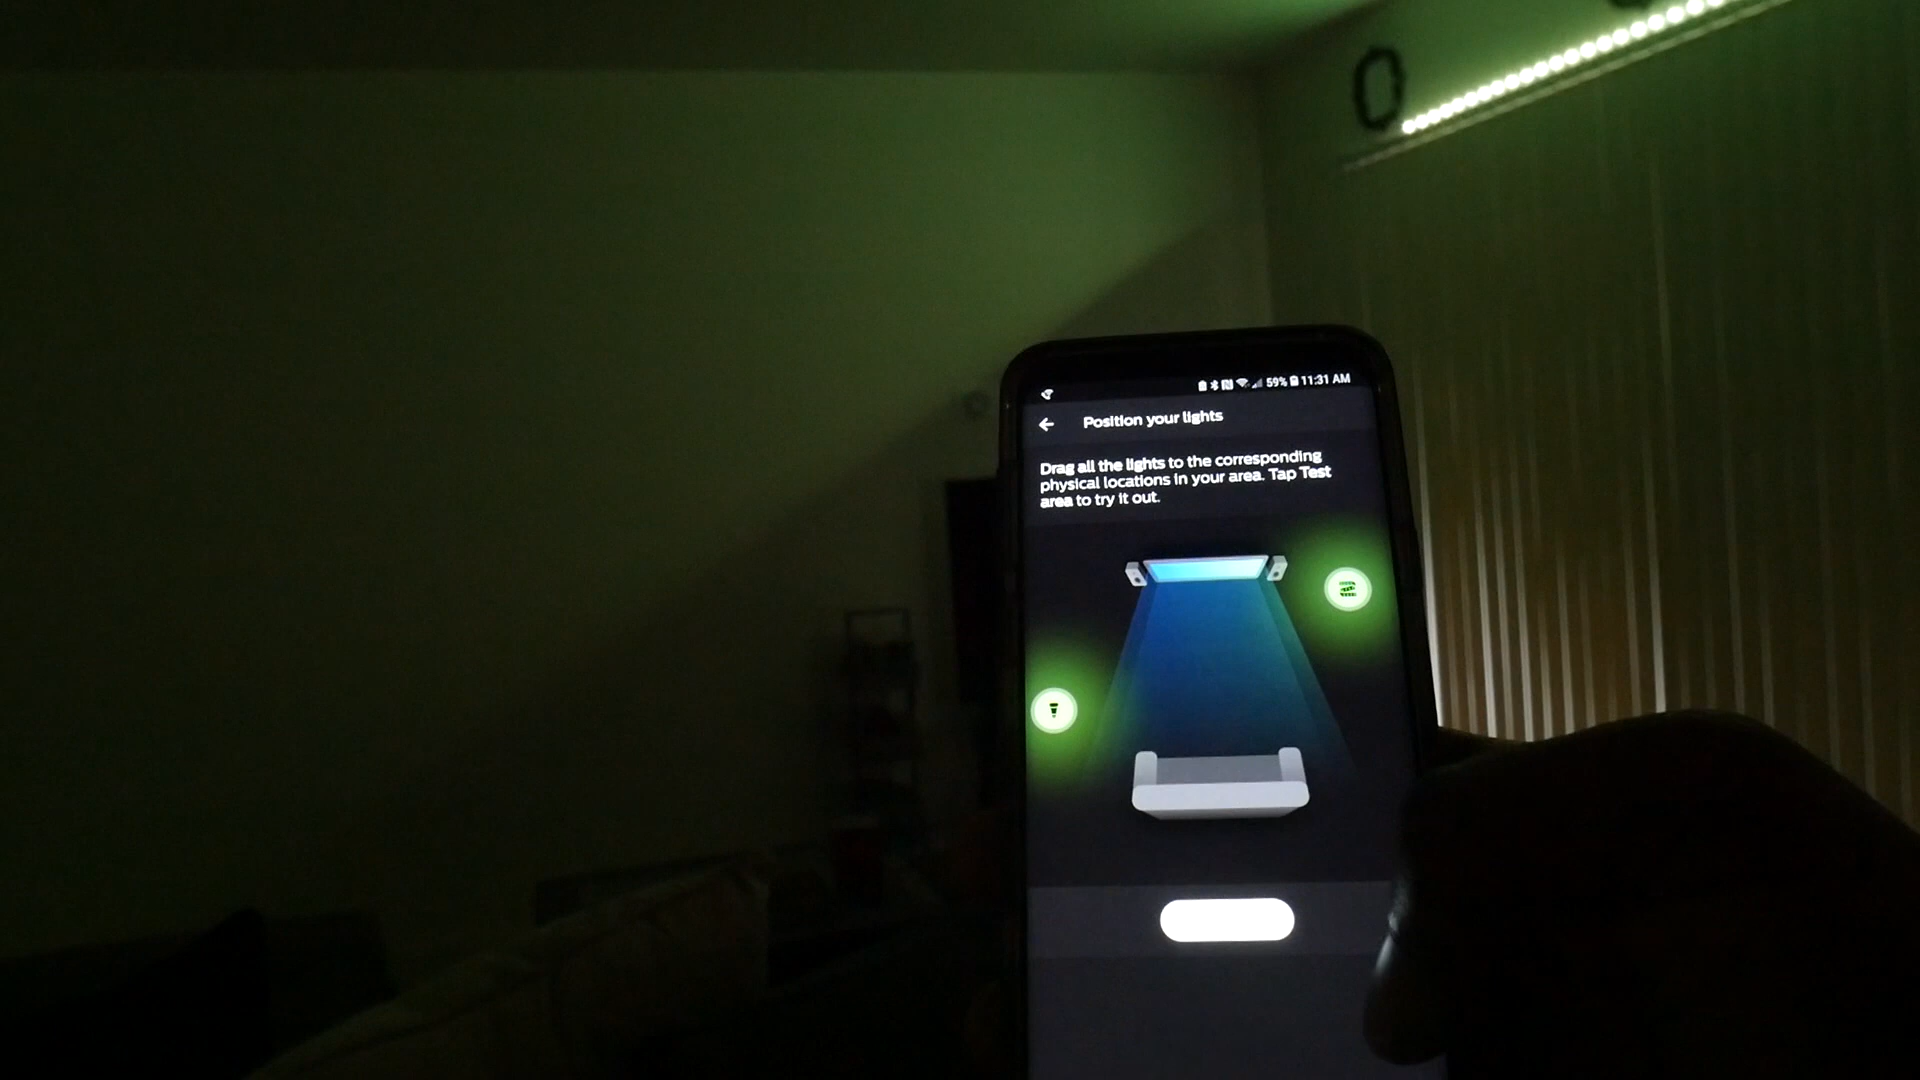 59% 11:31 AM
Position your lights
Drag all the lights to the corresponding
physical locations in your area. Tap Test
area to try it out.